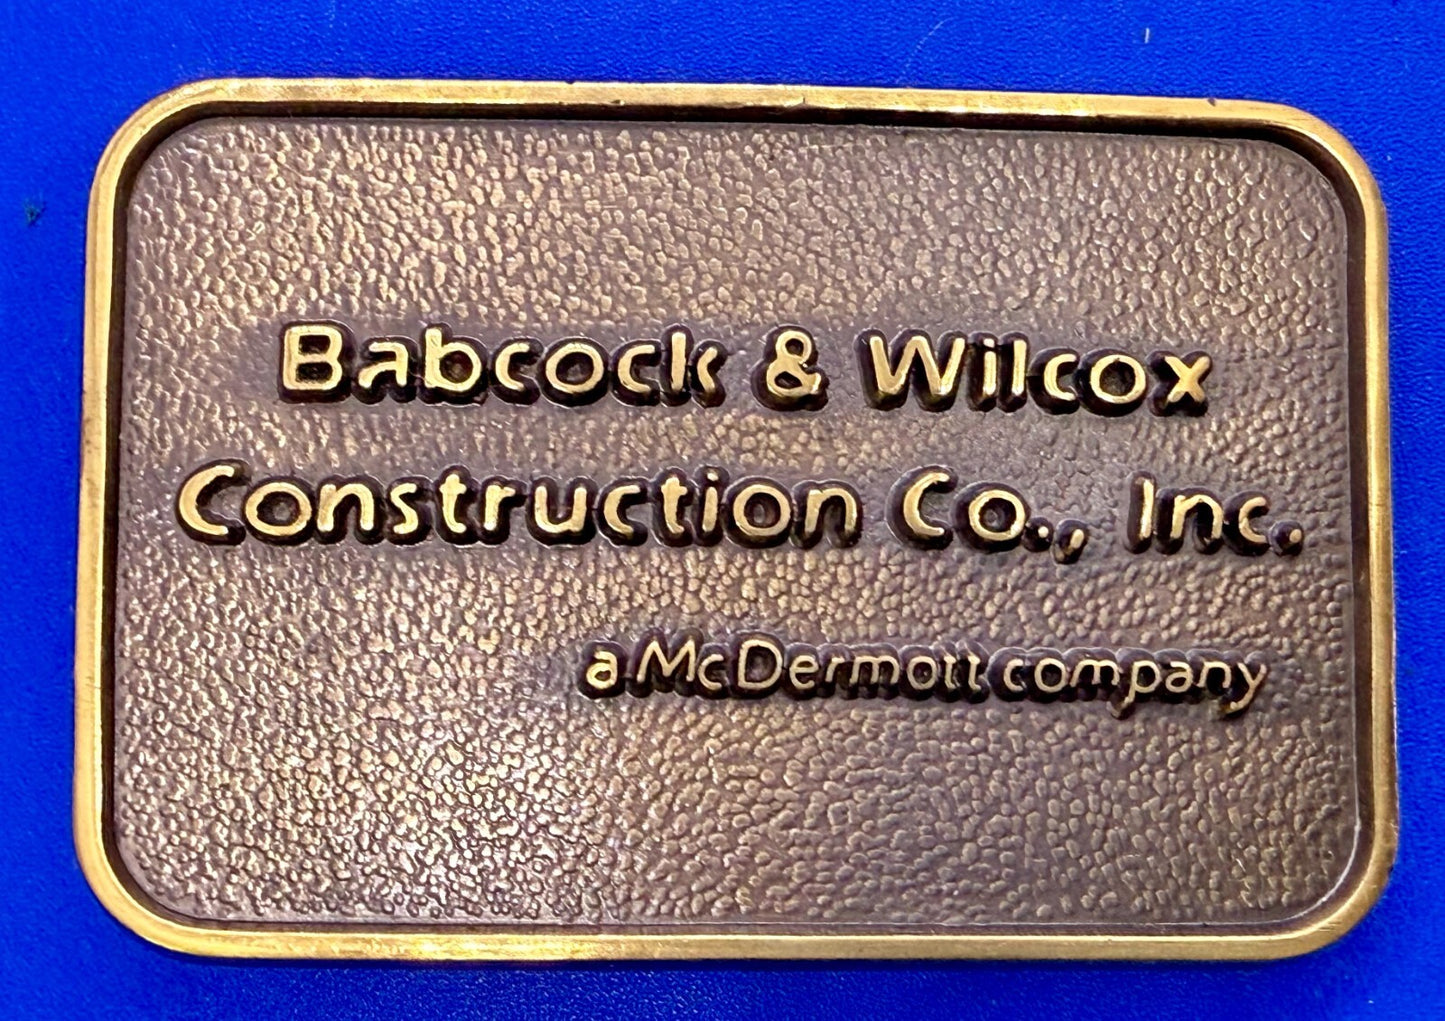 Babcock & Wilcox
Construction Co., Inc.
a McDermott company